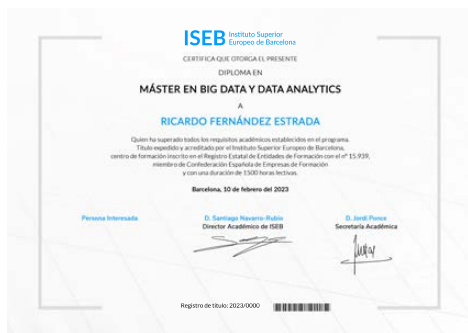 ISEB Instituto Superior
Europeo de Barcelona
CERTIFICA QUE OTORGA EL PRESENTE
DIPLOMA EN
MÁSTER EN BIG DATA Y DATA ANALYTICS
A
RICARDO FERNÁNDEZ ESTRADA
Quien ha superado todos los requisitos académicos establecidos en el programa.
Título expedido y acreditado por el Instituto Superior Europeo de Barcelona,
centro de formación inscrito en el Registro Estatal de Entidades de Formación con el nº 15.939,
miembro de Confederación Española de Empresas de Formación
y con una duración de 1500 horas lectivas.
Barcelona, 10 de febrero del 2023
Persona Interesada
D. Santiago Navarro-Rubio
Director Académico de ISEB
D. Jordi Ponce
Secretaría Académica
Registro de título: 2023/0000